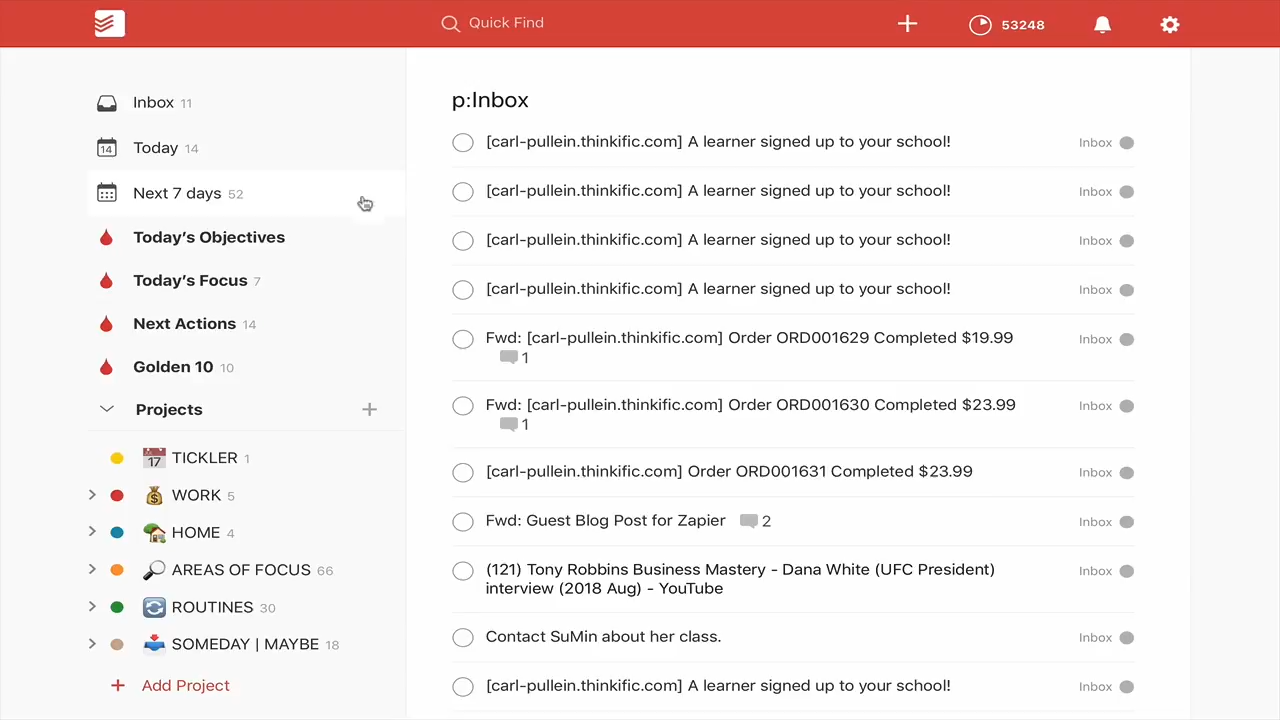 Quick Find
53248
Inbox 11
14 Today 14
Next 7 days 52
Today’s Objectives
Today’s Focus 7
Next Actions 14
Golden 10 10
Projects
17 TICKLER 1
WORK 5
HOME 4
AREAS OF FOCUS 66
ROUTINES 30
SOMEDAY | MAYBE 18
Add Project
p:Inbox
[carl-pullein.thinkific.com] A learner signed up to your school! Inbox
[carl-pullein.thinkific.com] A learner signed up to your school! Inbox
[carl-pullein.thinkific.com] A learner signed up to your school! Inbox
[carl-pullein.thinkific.com] A learner signed up to your school! Inbox
Fwd: [carl-pullein.thinkific.com] Order ORD001629 Completed $19.99 Inbox
1
Fwd: [carl-pullein.thinkific.com] Order ORD001630 Completed $23.99 Inbox
1
[carl-pullein.thinkific.com] Order ORD001631 Completed $23.99 Inbox
Fwd: Guest Blog Post for Zapier 2 Inbox
(121) Tony Robbins Business Mastery - Dana White (UFC President) Inbox
interview (2018 Aug) - YouTube
Contact SuMin about her class. Inbox
[carl-pullein.thinkific.com] A learner signed up to your school! Inbox